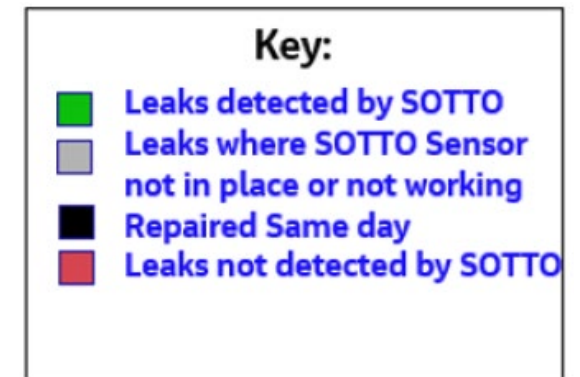 Key:
Leaks detected by SOTTO
Leaks where SOTTO Sensor
not in place or not working
Repaired Same day
Leaks not detected by SOTTO